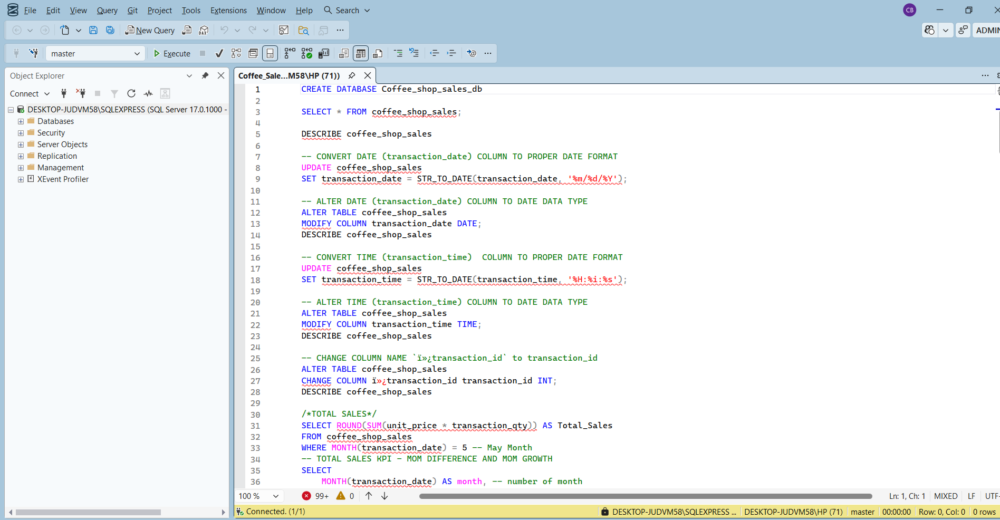 File Edit View Query Git Project Tools Extensions Window Help Search CB
New Query DAX ADMIN
master Execute
Object Explorer
Connect
DESKTOP-JUDVM58\SQLEXPRESS (SQL Server 17.0.1000 -
Databases
Security
Server Objects
Replication
Management
XEvent Profiler
Coffee_Sale...M58\HP (71))
1 CREATE DATABASE Coffee_shop_sales_db
2
3 SELECT * FROM coffee_shop_sales;
4
5 DESCRIBE coffee_shop_sales
6
7 -- CONVERT DATE (transaction_date) COLUMN TO PROPER DATE FORMAT
8 UPDATE coffee_shop_sales
9 SET transaction_date = STR_TO_DATE(transaction_date, '%m/%d/%Y');
10
11 -- ALTER DATE (transaction_date) COLUMN TO DATE DATA TYPE
12 ALTER TABLE coffee_shop_sales
13 MODIFY COLUMN transaction_date DATE;
14 DESCRIBE coffee_shop_sales
15
16 -- CONVERT TIME (transaction_time)  COLUMN TO PROPER DATE FORMAT
17 UPDATE coffee_shop_sales
18 SET transaction_time = STR_TO_DATE(transaction_time, '%H:%i:%s');
19
20 -- ALTER TIME (transaction_time) COLUMN TO DATE DATA TYPE
21 ALTER TABLE coffee_shop_sales
22 MODIFY COLUMN transaction_time TIME;
23 DESCRIBE coffee_shop_sales
24
25 -- CHANGE COLUMN NAME `ï»¿transaction_id` to transaction_id
26 ALTER TABLE coffee_shop_sales
27 CHANGE COLUMN ï»¿transaction_id transaction_id INT;
28 DESCRIBE coffee_shop_sales
29
30 /*TOTAL SALES*/
31 SELECT ROUND(SUM(unit_price * transaction_qty)) AS Total_Sales
32 FROM coffee_shop_sales
33 WHERE MONTH(transaction_date) = 5 -- May Month
34 -- TOTAL SALES KPI - MOM DIFFERENCE AND MOM GROWTH
35 SELECT
36 MONTH(transaction_date) AS month, -- number of month
100 % 99+ 0 Ln: 1, Ch: 1 MIXED LF UTF-
Connected. (1/1) DESKTOP-JUDVM58\SQLEXPRESS ... DESKTOP-JUDVM58\HP (71) master 00:00:00 Row: 0, Col: 0 0 rows